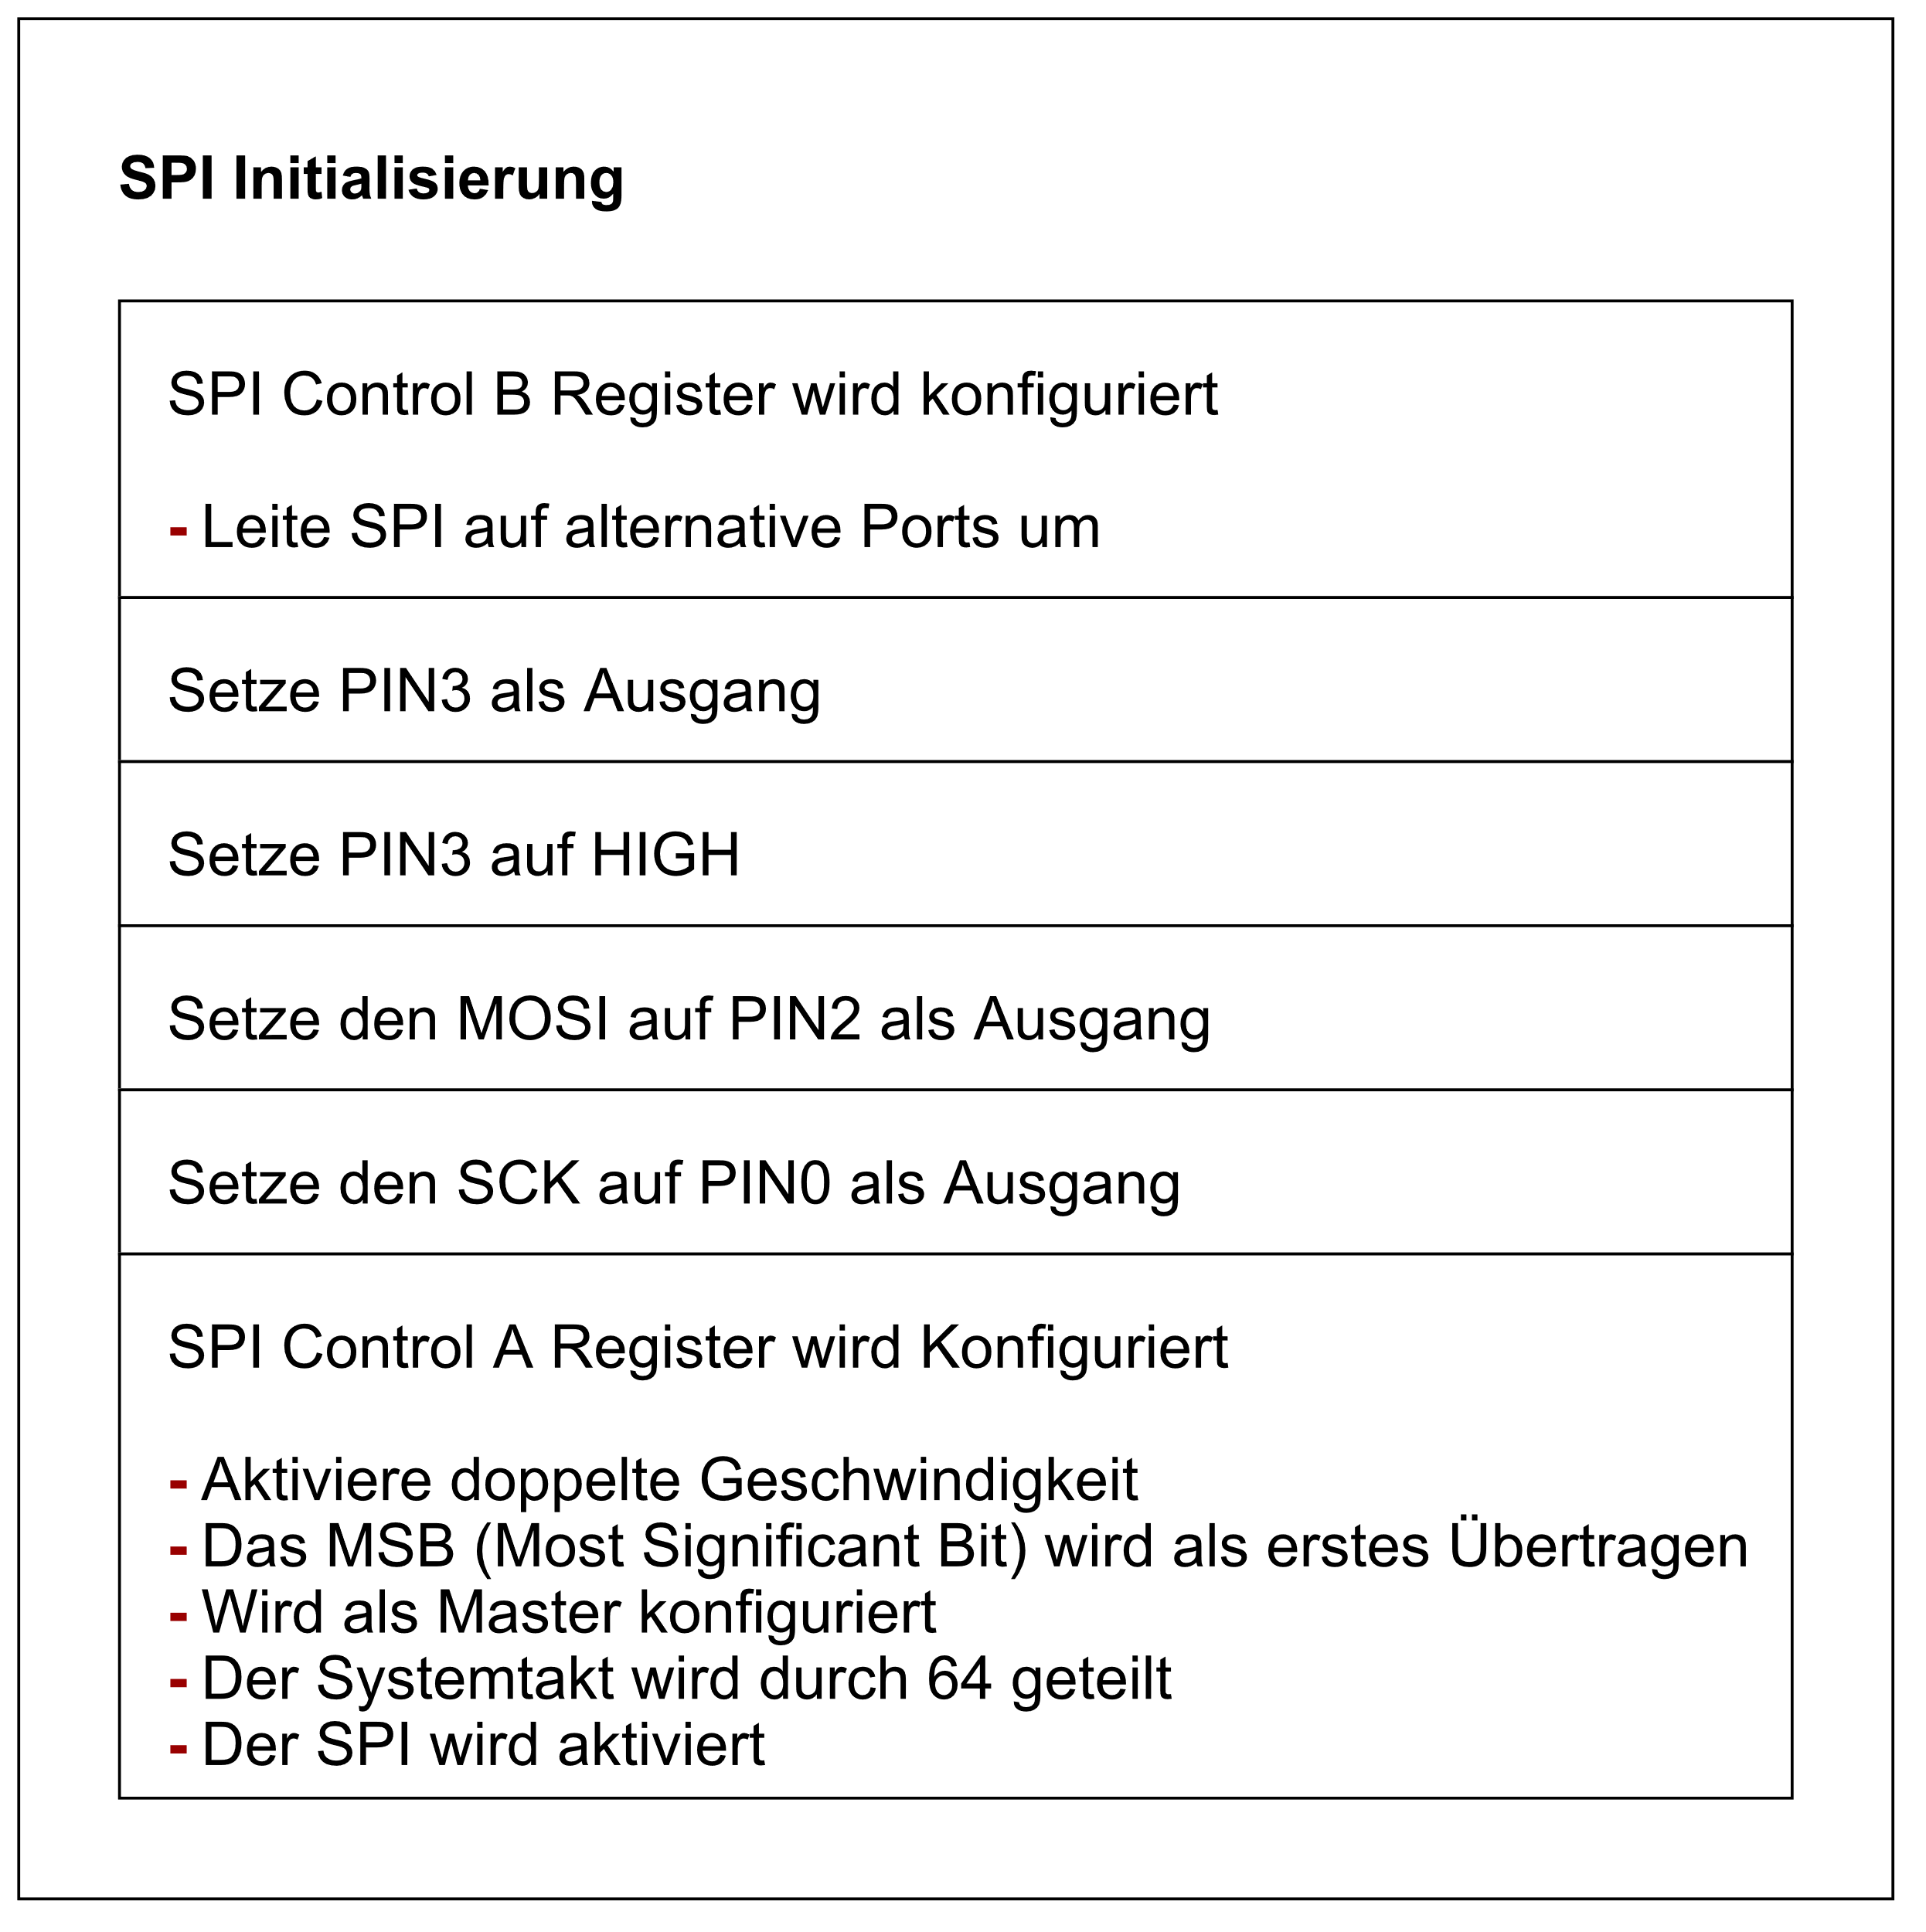 SPI Initialisierung
SPI Control B Register wird konfiguriert
- Leite SPI auf alternative Ports um
Setze PIN3 als Ausgang
Setze PIN3 auf HIGH
Setze den MOSI auf PIN2 als Ausgang
Setze den SCK auf PIN0 als Ausgang
SPI Control A Register wird Konfiguriert
- Aktiviere doppelte Geschwindigkeit
- Das MSB (Most Significant Bit) wird als erstes Übertragen
- Wird als Master konfiguriert
- Der Systemtakt wird durch 64 geteilt
- Der SPI wird aktiviert